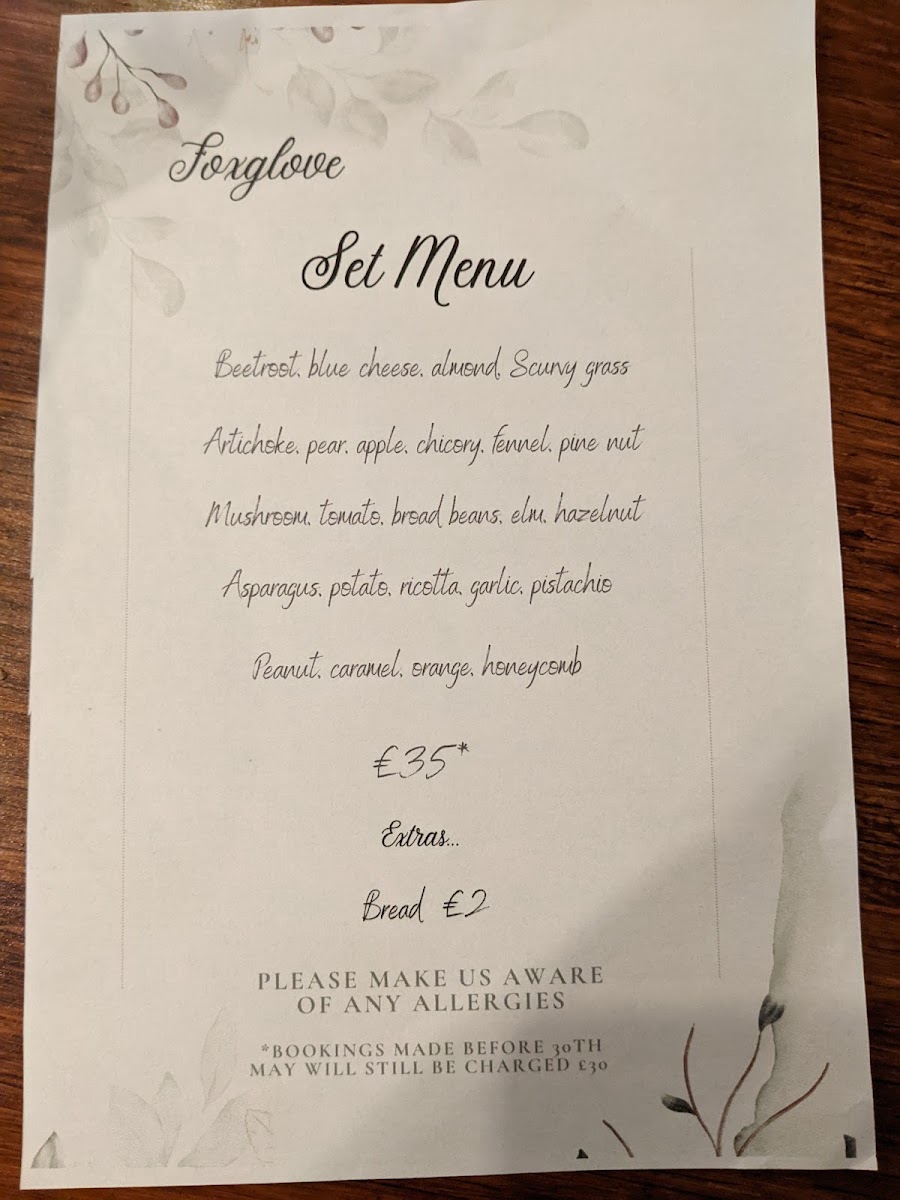 Foxglove
Set Menu
Beetroot, blue cheese, almond, Scurvy grass
Artichoke, pear, apple, chicory, fennel, pine nut
Mushroom, tomato, broad beans, elm, hazelnut
Asparagus, potato, ricotta, garlic, pistachio
Peanut, caramel, orange, honeycomb
£35*
Extras...
Bread £2
PLEASE MAKE US AWARE
OF ANY ALLERGIES
*BOOKINGS MADE BEFORE 30TH
MAY WILL STILL BE CHARGED £30